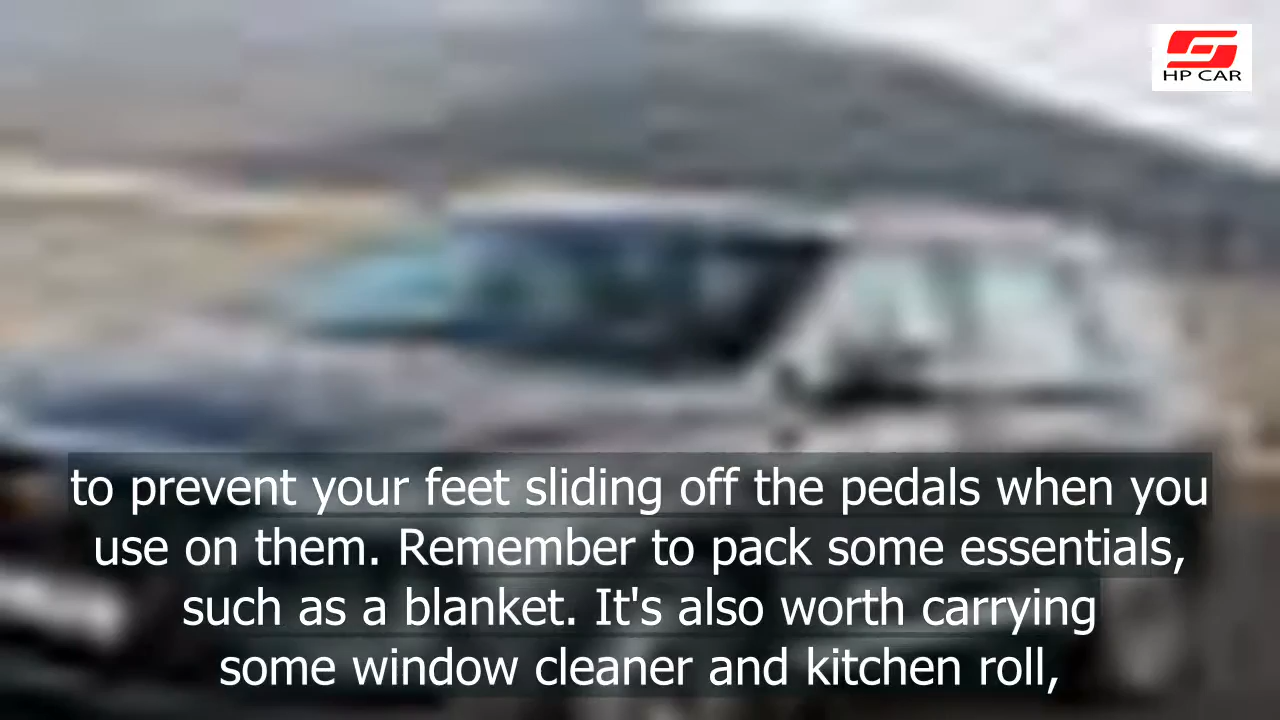 HP CAR
to prevent your feet sliding off the pedals when you
use on them. Remember to pack some essentials,
such as a blanket. It's also worth carrying
some window cleaner and kitchen roll,